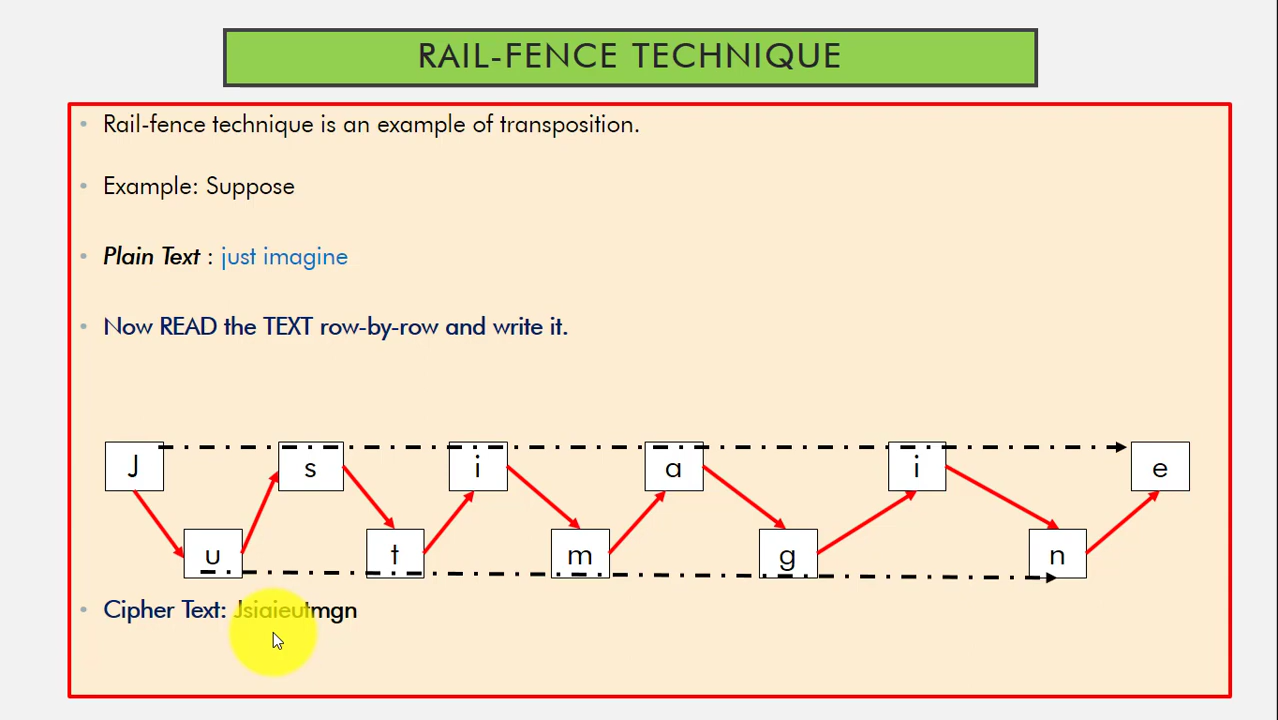 RAIL-FENCE TECHNIQUE
• Rail-fence technique is an example of transposition.
• Example: Suppose
• Plain Text : just imagine
• Now READ the TEXT row-by-row and write it.
J s i a i e
u t m g n
• Cipher Text: Jsiaieutmgn